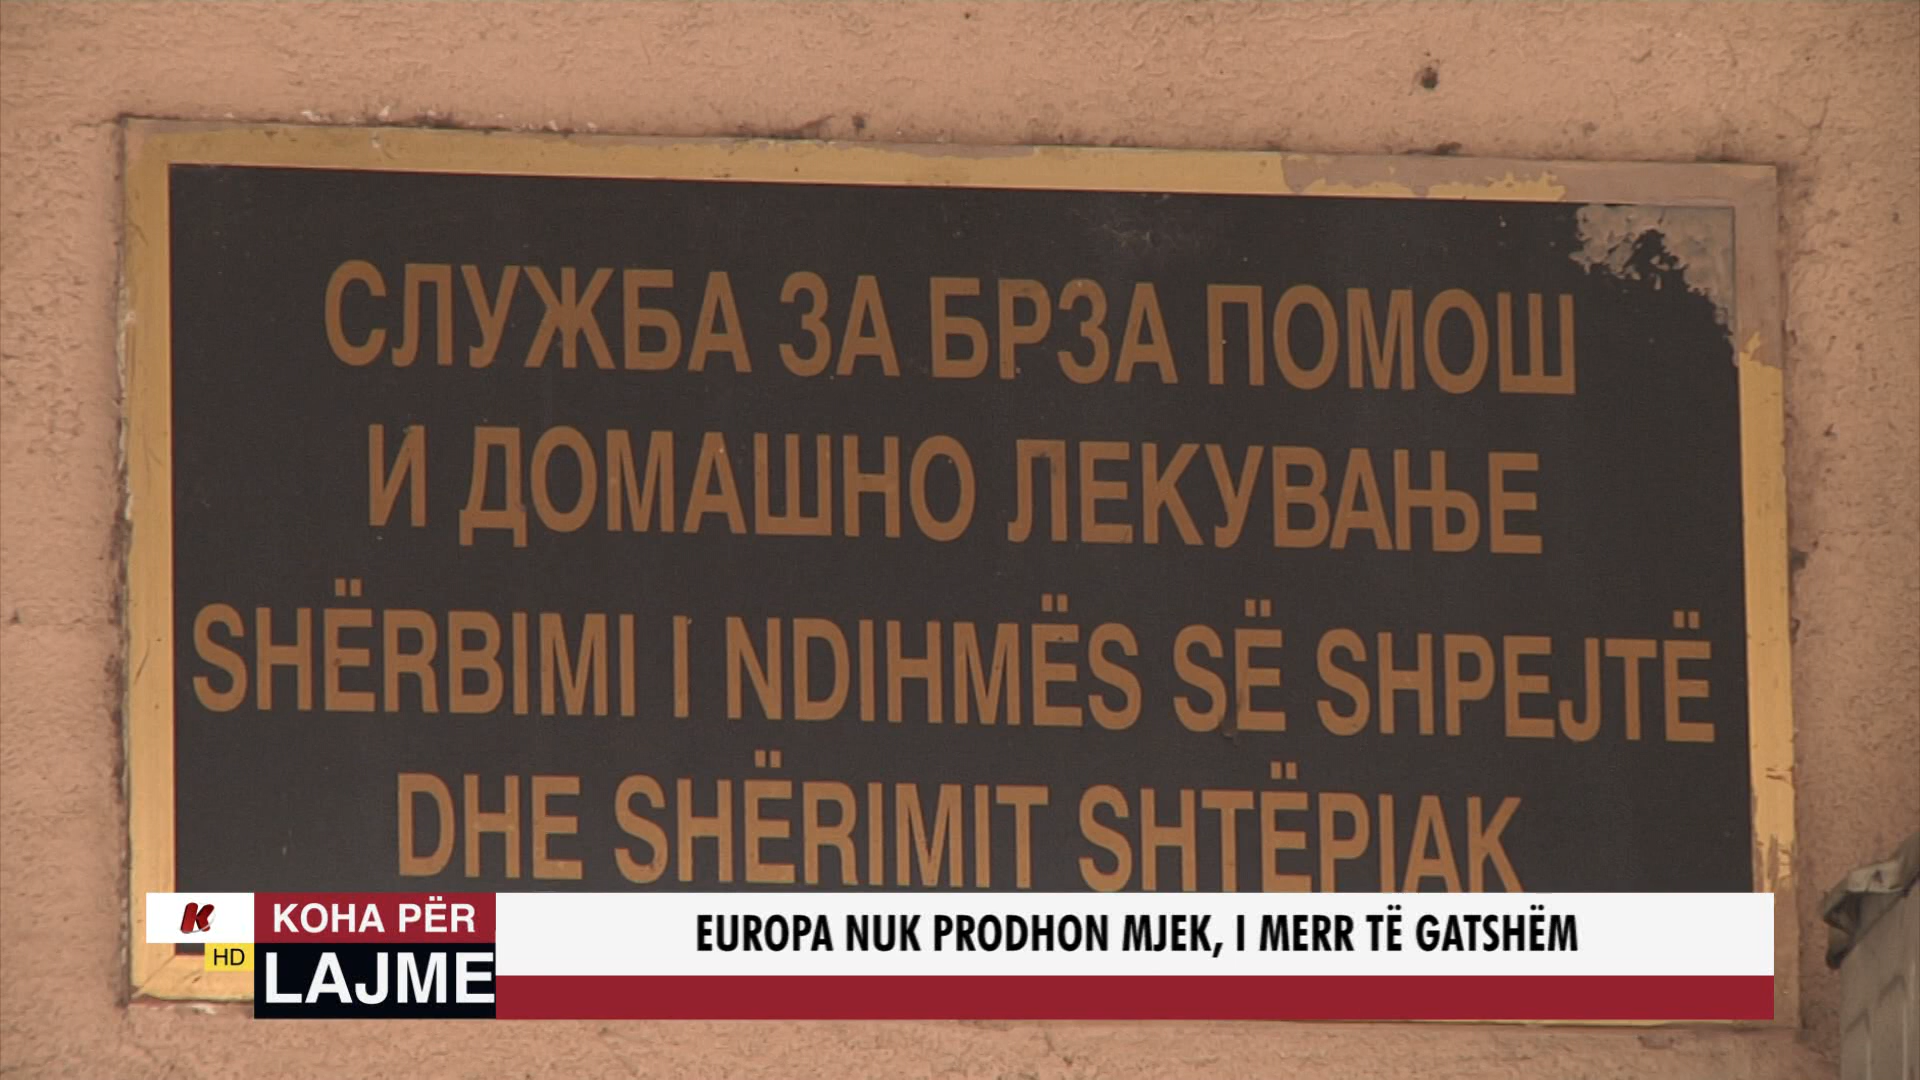 СЛУЖБА ЗА БРЗА ПОМОШ
И ДОМАШНО ЛЕКУВАЊЕ
SHËRBIMI I NDIHMËS SË SHPEJTË
DHE SHËRIMIT SHTËPIAK
K
HD
KOHA PËR
LAJME
EUROPA NUK PRODHON MJEK, I MERR TË GATSHËM